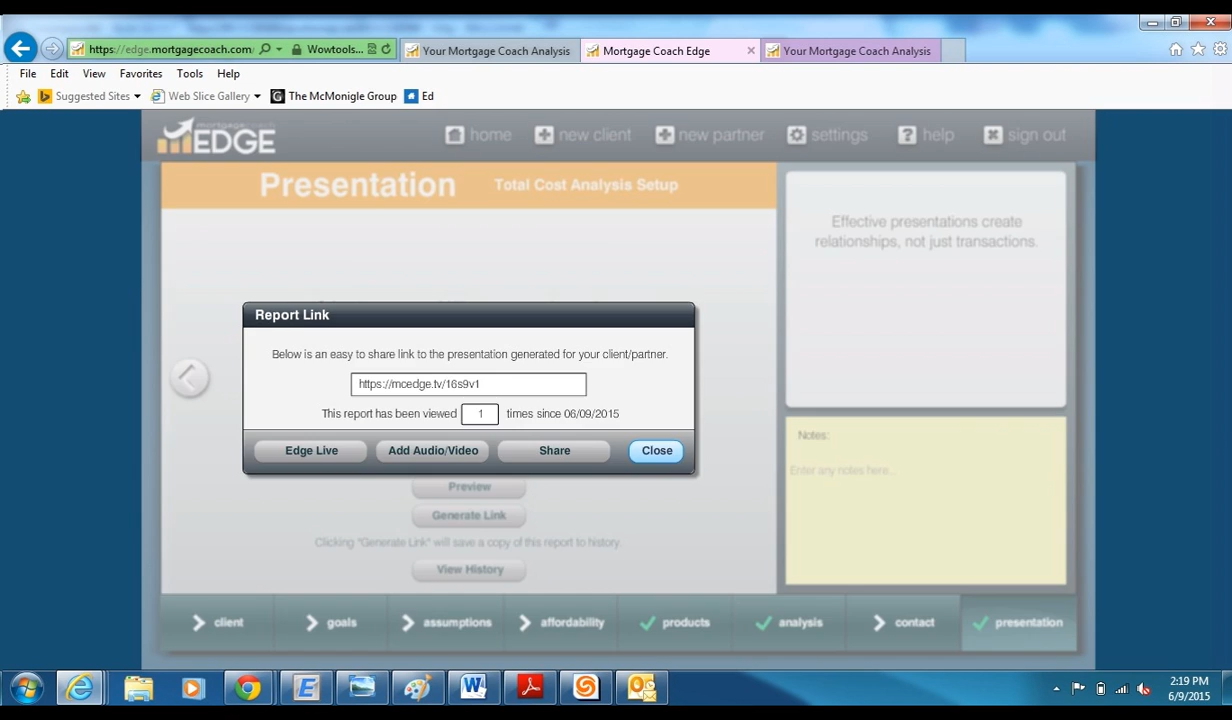 https://edge.mortgagecoach.com/
Wowtools...
Your Mortgage Coach Analysis
Mortgage Coach Edge
Your Mortgage Coach Analysis
File Edit View Favorites Tools Help
Suggested Sites
Web Slice Gallery
The McMonigle Group
Ed
mortgagecoach
EDGE
home new client new partner settings help sign out
Presentation
Total Cost Analysis Setup
Effective presentations create
relationships, not just transactions.
Report Link
Below is an easy to share link to the presentation generated for your client/partner.
https://mcedge.tv/16s9v1
This report has been viewed 1 times since 06/09/2015
Edge Live Add Audio/Video Share Close
Preview
Generate Link
Clicking "Generate Link" will save a copy of this report to history.
View History
Notes:
Enter any notes here...
client goals assumptions affordability products analysis contact presentation
2:19 PM
6/9/2015